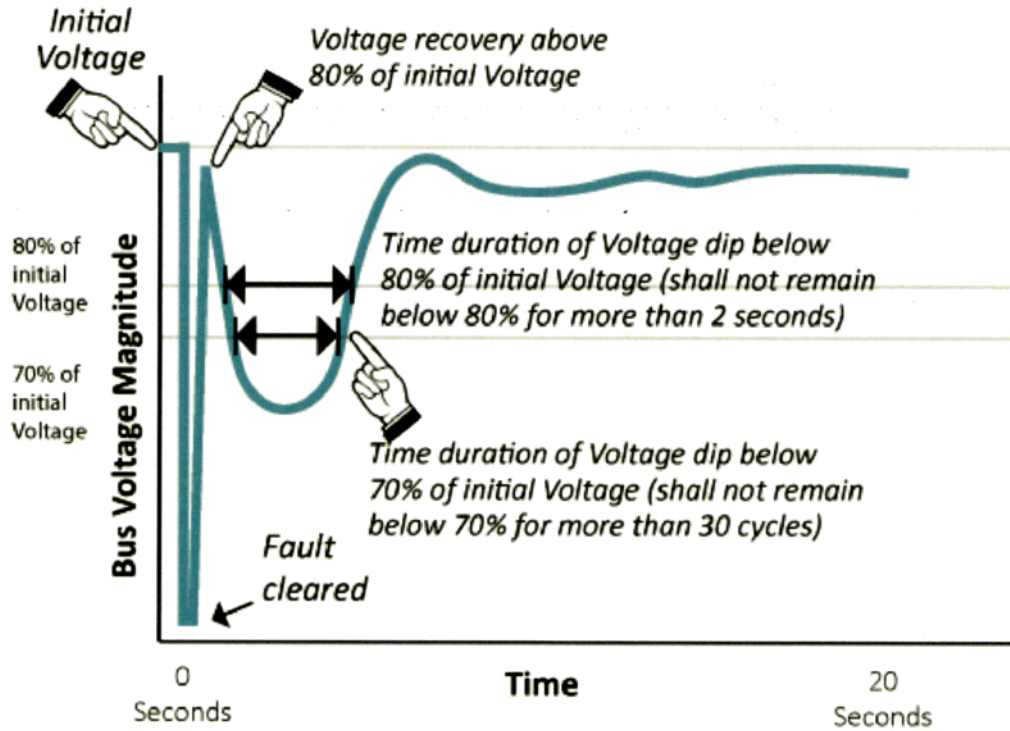 Initial
Voltage
Voltage recovery above
80% of initial Voltage
80% of
initial
Voltage
70% of
initial
Voltage
Bus Voltage Magnitude
Time duration of Voltage dip below
80% of initial Voltage (shall not remain
below 80% for more than 2 seconds)
Time duration of Voltage dip below
70% of initial Voltage (shall not remain
below 70% for more than 30 cycles)
Fault
cleared
0
Seconds
Time
20
Seconds